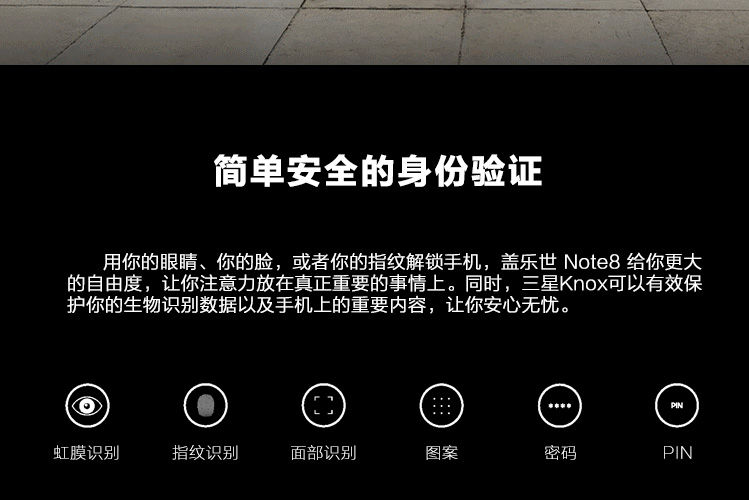 简单安全的身份验证
用你的眼睛、你的脸，或者你的指纹解锁手机，盖乐世 Note8 给你更大
的自由度，让你注意力放在真正重要的事情上。同时，三星Knox可以有效保
护你的生物识别数据以及手机上的重要内容，让你安心无忧。
PIN
虹膜识别 指纹识别 面部识别 图案 密码 PIN